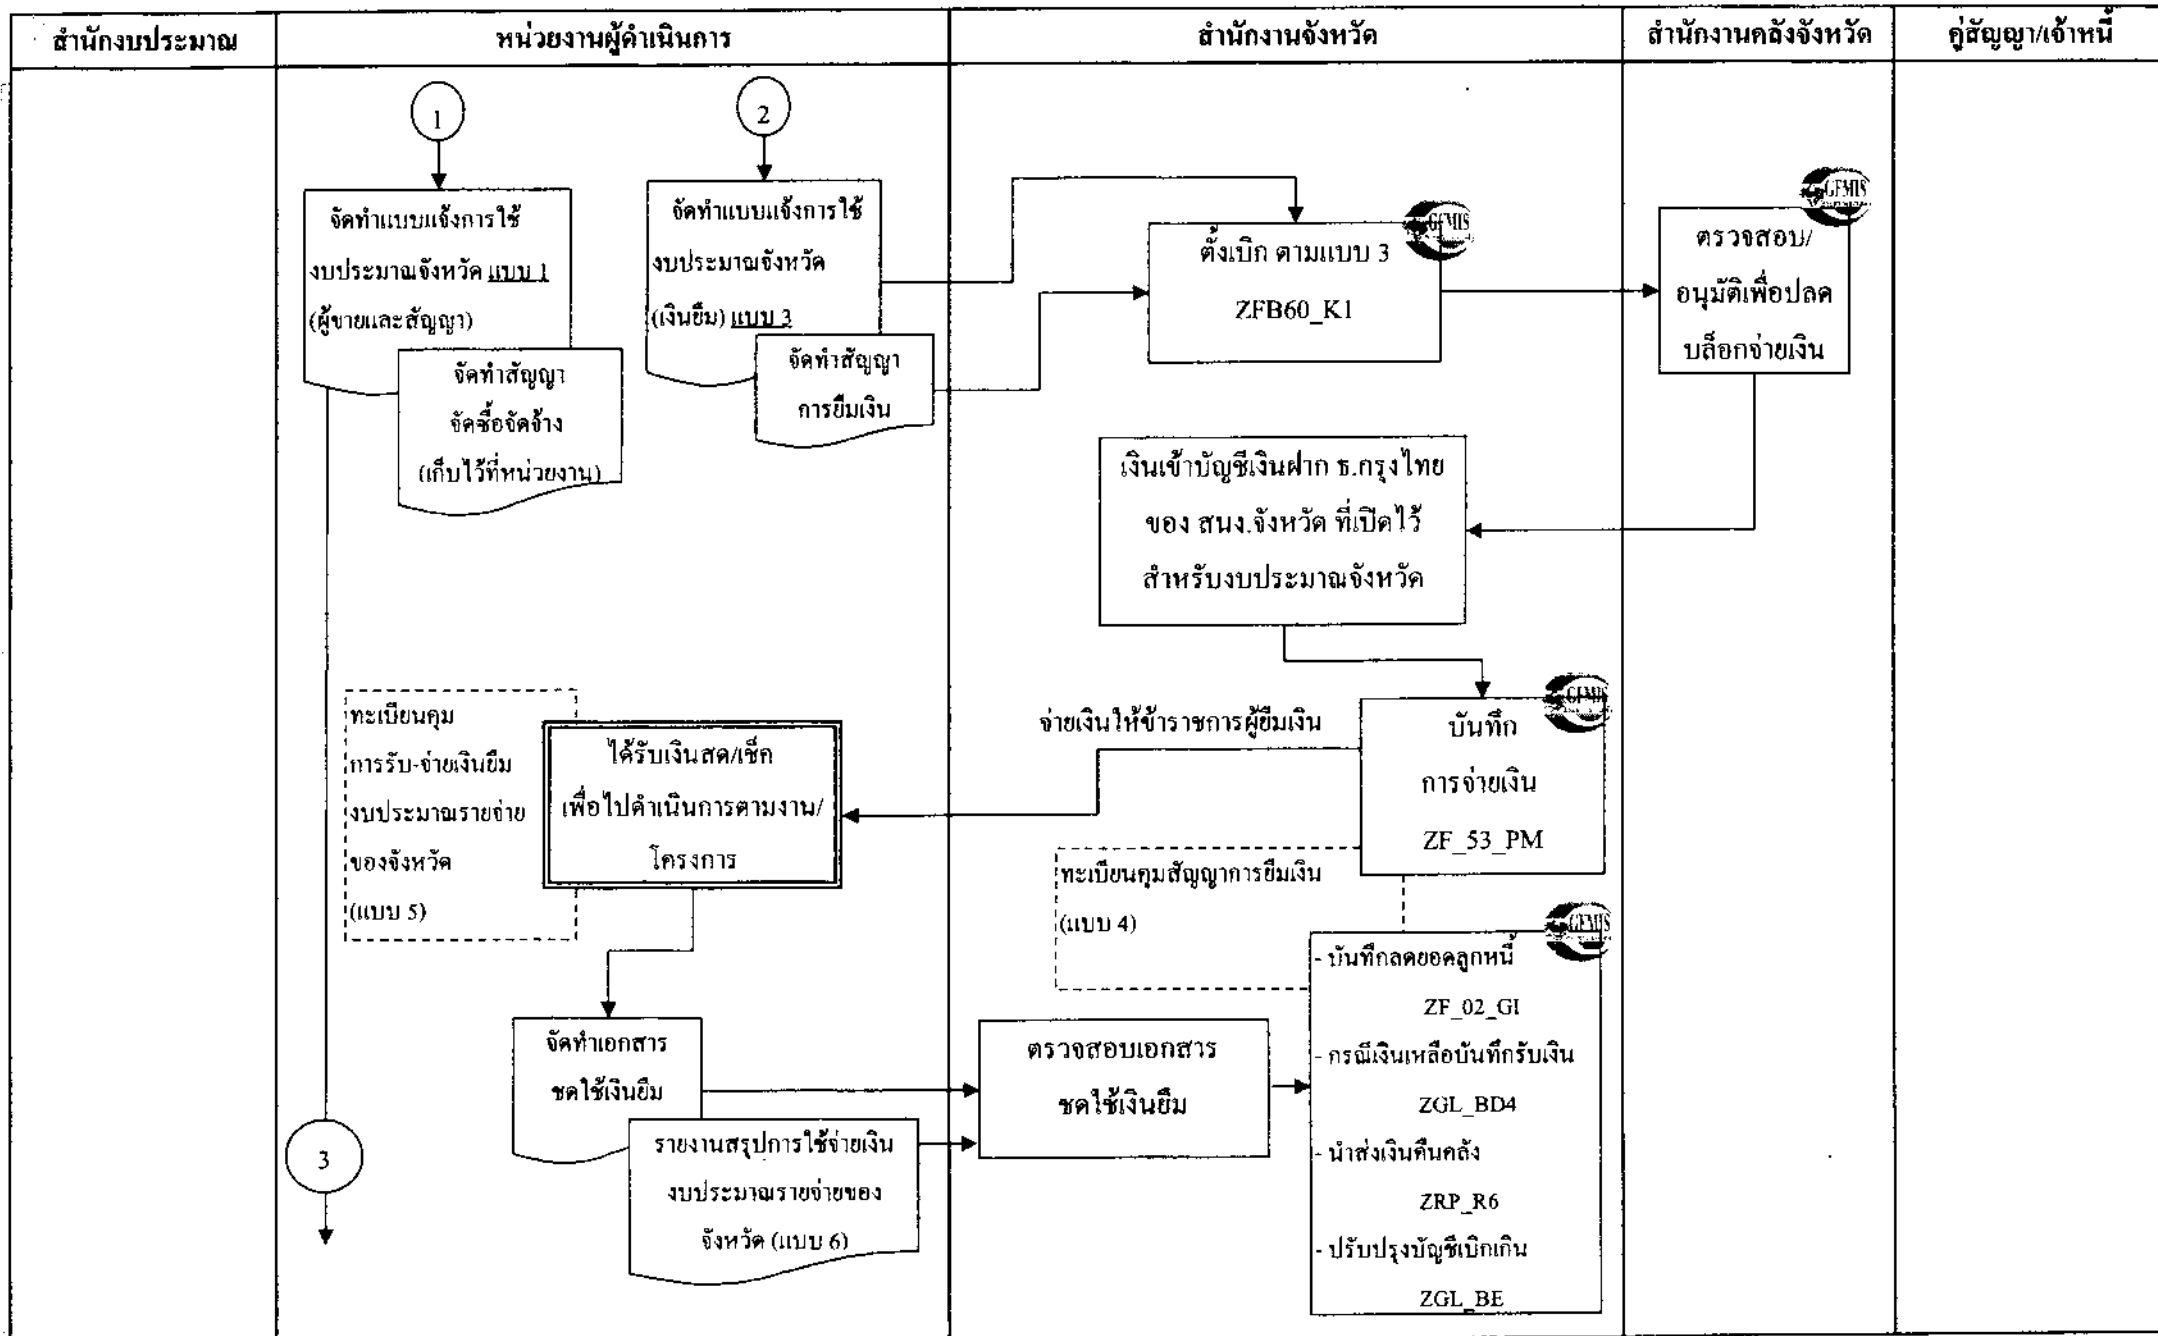 สำนักงบประมาณ
หน่วยงานผู้ดำเนินการ
สำนักงานจังหวัด
สำนักงานคลังจังหวัด
คู่สัญญา/เจ้าหนี้
1
2
จัดทำแบบแจ้งการใช้
งบประมาณจังหวัด แบบ 1
(ผู้ขายและสัญญา)
จัดทำสัญญา
จัดซื้อจัดจ้าง
(เก็บไว้ที่หน่วยงาน)
จัดทำแบบแจ้งการใช้
งบประมาณจังหวัด
(เงินยืม) แบบ 3
จัดทำสัญญา
การยืมเงิน
GFMIS
ตั้งเบิก ตามแบบ 3
ZFB60_K1
GFMIS
ตรวจสอบ/
อนุมัติเพื่อปลด
บล็อกจ่ายเงิน
เงินเข้าบัญชีเงินฝาก ธ.กรุงไทย
ของ สนง.จังหวัด ที่เปิดไว้
สำหรับงบประมาณจังหวัด
GFMIS
บันทึก
การจ่ายเงิน
ZF_53_PM
จ่ายเงินให้ข้าราชการผู้ยืมเงิน
ทะเบียนคุม
การรับ-จ่ายเงินยืม
งบประมาณรายจ่าย
ของจังหวัด
(แบบ 5)
ได้รับเงินสด/เช็ค
เพื่อไปดำเนินการตามงาน/
โครงการ
ทะเบียนคุมสัญญาการยืมเงิน
(แบบ 4)
GFMIS
- บันทึกลดยอดลูกหนี้
ZF_02_GI
- กรณีเงินเหลือบันทึกรับเงิน
ZGL_BD4
- นำส่งเงินคืนคลัง
ZRP_R6
- ปรับปรุงบัญชีเบิกเกิน
ZGL_BE
จัดทำเอกสาร
ชดใช้เงินยืม
ตรวจสอบเอกสาร
ชดใช้เงินยืม
รายงานสรุปการใช้จ่ายเงิน
งบประมาณรายจ่ายของ
จังหวัด (แบบ 6)
3